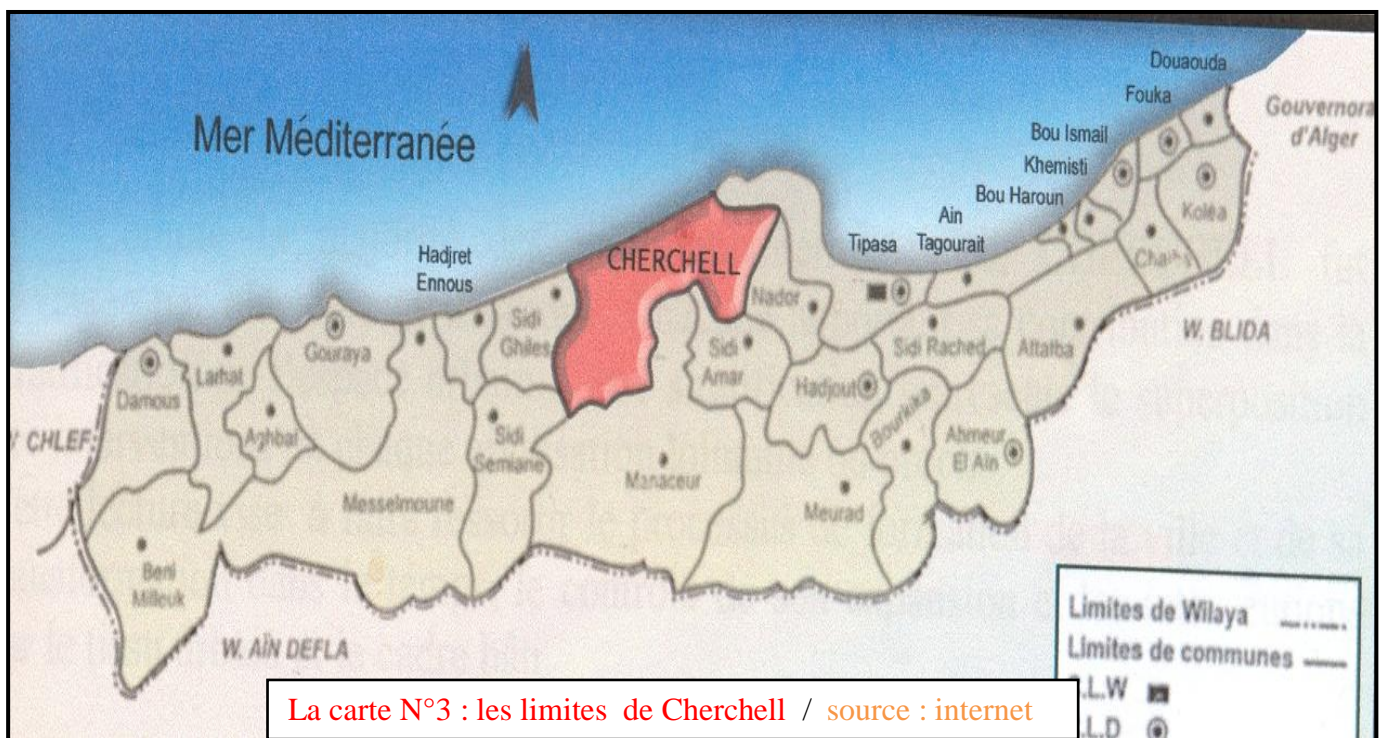 Douaouda
Fouka
Gouvernora
d'Alger
Bou Ismail
Mer Méditerranée
Khemisti
Bou Haroun
Koléa
Ain
Tagourait
Tipasa
Hadjret
Ennous
CHERCHELL
Nador
Sidi
Ghiles
Gouraya
Larhat
Damous
Aghbal
Sidi
Amar
Hadjout
Sidi Rached
Attatba
W. BLIDA
CHLEF
Bourkika
Ahmeur
El Ain
Sidi
Semiane
Manaceur
Messelmoune
Meurad
Beni
Milleuk
W. AÏN DEFLA
Limites de Wilaya
Limites de communes
.L.W
.L.D
La carte N°3 : les limites de Cherchell / source : internet